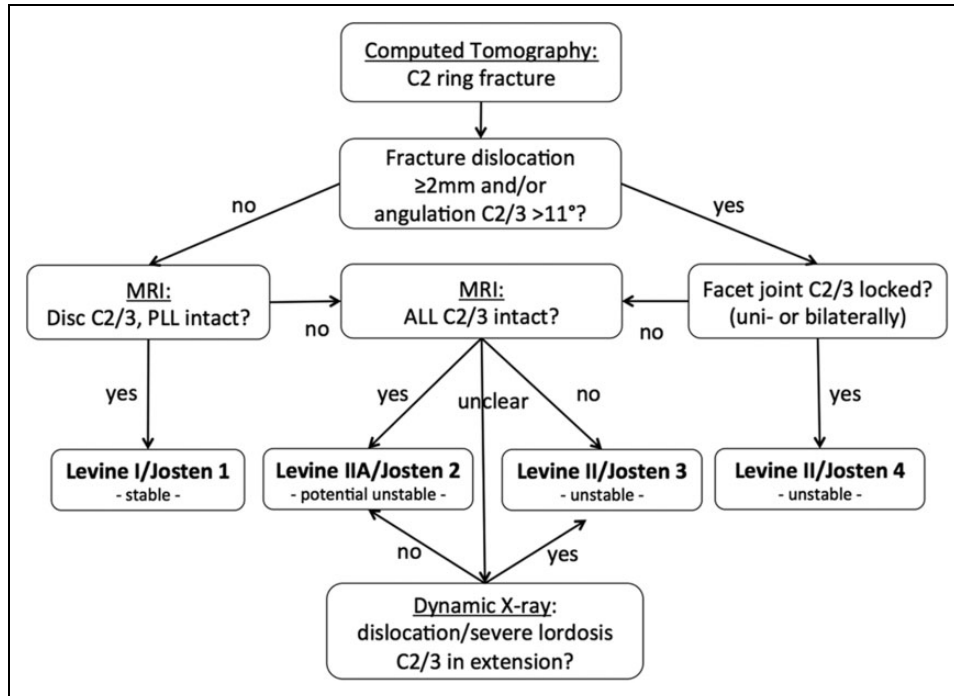 Computed Tomography:
C2 ring fracture
Fracture dislocation
≥2mm and/or
angulation C2/3 >11°?
no
yes
MRI:
Disc C2/3, PLL intact?
no
MRI:
ALL C2/3 intact?
no
Facet joint C2/3 locked?
(uni- or bilaterally)
yes
yes
unclear
no
yes
Levine I/Josten 1
- stable -
Levine IIA/Josten 2
- potential unstable -
Levine II/Josten 3
- unstable -
Levine II/Josten 4
- unstable -
no
yes
Dynamic X-ray:
dislocation/severe lordosis
C2/3 in extension?